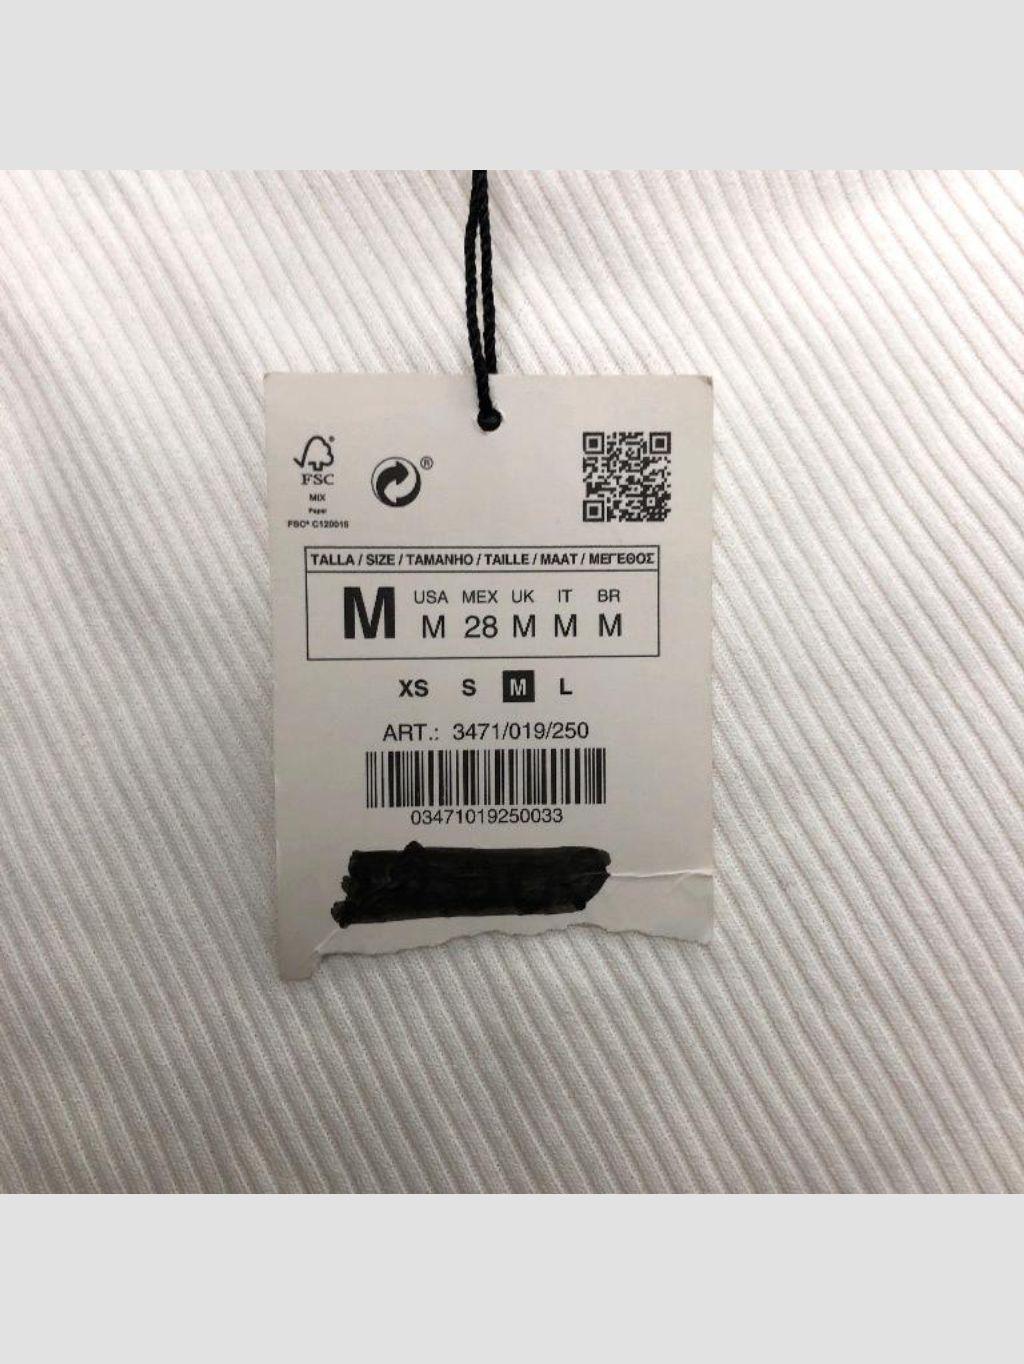 FSC
MIX
Paper
FSC® C120016
®
TALLA / SIZE / TAMANHO / TAILLE / MAAT / ΜΕΓΕΘΟΣ
M
USA MEX UK IT BR
M 28 M M M
XS S M L
ART.: 3471/019/250
03471019250033